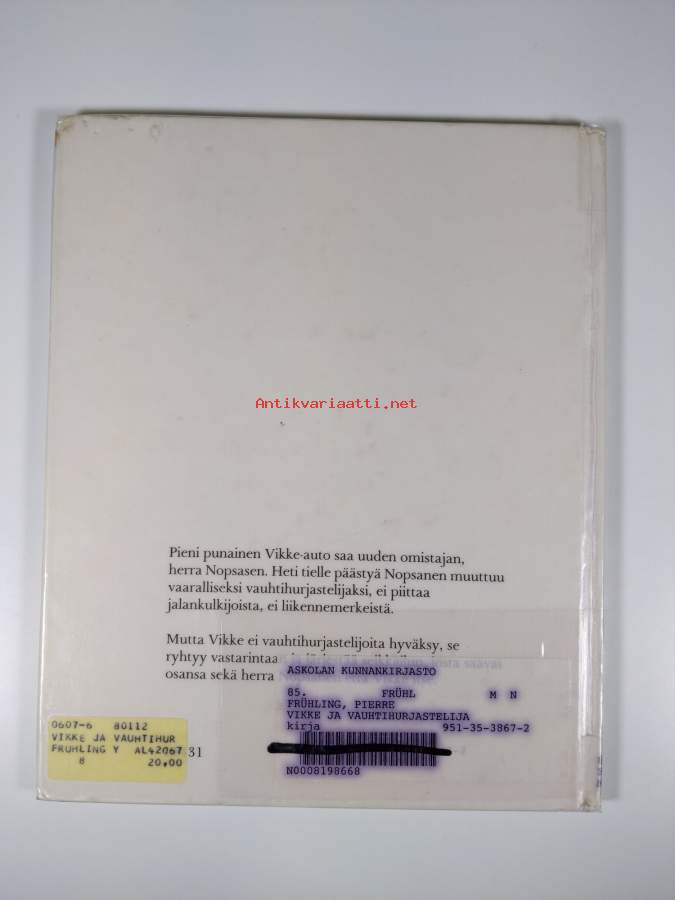 Antikvariaatti.net
Pieni punainen Vikke-auto saa uuden omistajan,
herra Nopsasen. Heti tielle päästyä Nopsanen muuttuu
vaaralliseksi vauhtihurjastelijaksi, ei piittaa
jalankulkijoista, ei liikennemerkeistä.
Mutta Vikke ei vauhtihurjastelijoita hyväksy, se
ryhtyy vastarintaan josta saavat
osansa sekä herra
ASKOLAN KUNNANKIRJASTO
85. FRÜHL M N
FRÜHLING, PIERRE
VIKKE JA VAUHTIHURJASTELIJA
kirja 951-35-3867-2
N0008198668
0607-6 80112
VIKKE JA VAUHTIHUR
FRUHLING Y AL42067
8 20,00
31